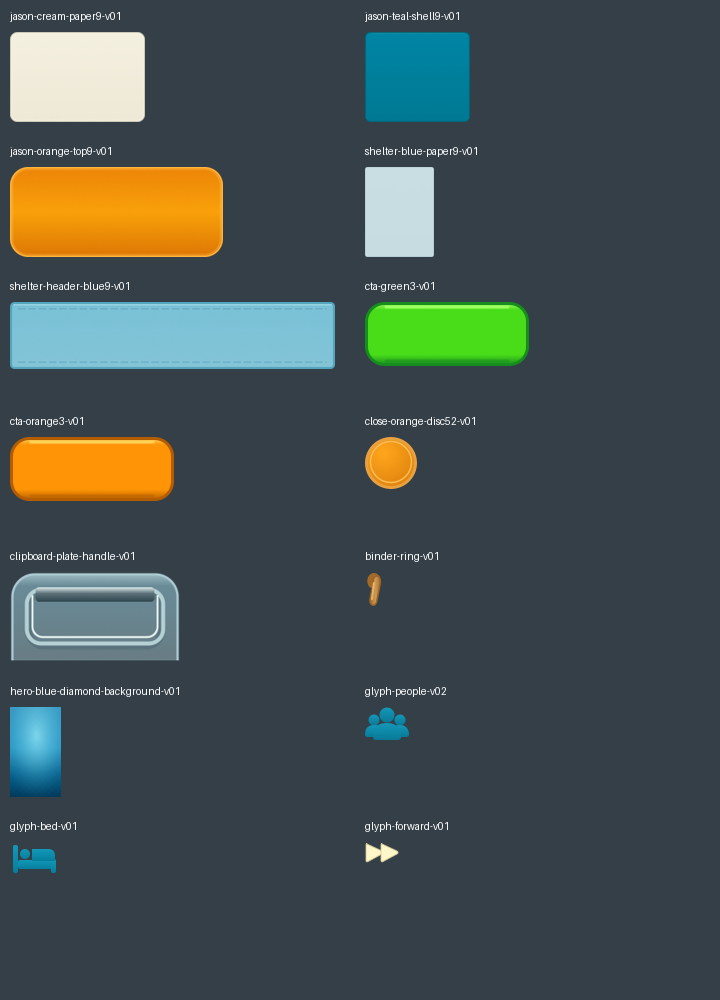 jason-cream-paper9-v01
jason-teal-shell9-v01
jason-orange-top9-v01
shelter-blue-paper9-v01
shelter-header-blue9-v01
cta-green3-v01
cta-orange3-v01
close-orange-disc52-v01
clipboard-plate-handle-v01
binder-ring-v01
hero-blue-diamond-background-v01
glyph-people-v02
glyph-bed-v01
glyph-forward-v01